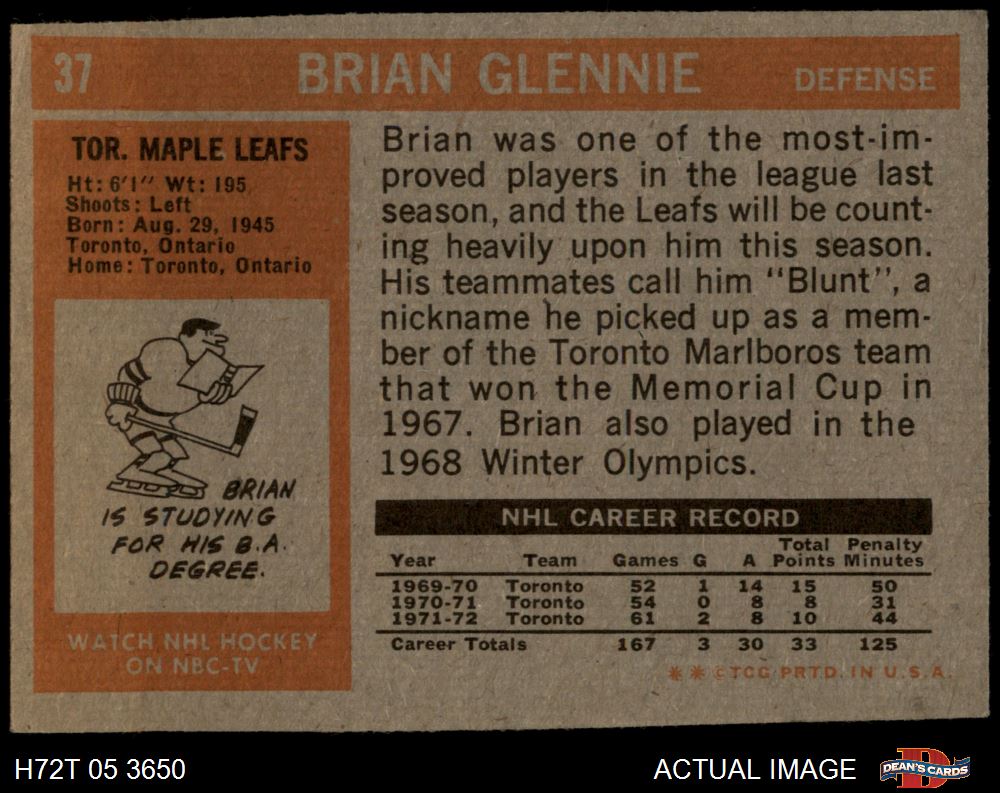 37 BRIAN GLENNIE DEFENSE
TOR. MAPLE LEAFS
Ht: 6'1" Wt: 195
Shoots: Left
Born: Aug. 29, 1945
Toronto, Ontario
Home: Toronto, Ontario
BRIAN
IS STUDYING
FOR HIS B.A.
DEGREE.
WATCH NHL HOCKEY
ON NBC-TV
Brian was one of the most-im-
proved players in the league last
season, and the Leafs will be count-
ing heavily upon him this season.
His teammates call him "Blunt", a
nickname he picked up as a mem-
ber of the Toronto Marlboros team
that won the Memorial Cup in
1967. Brian also played in the
1968 Winter Olympics.
NHL CAREER RECORD
Year Team Games G A Total Points Penalty Minutes
1969-70 Toronto 52 1 14 15 50
1970-71 Toronto 54 0 8 8 31
1971-72 Toronto 61 2 8 10 44
Career Totals 167 3 30 33 125
* * © TCG PRTD. IN U.S.A.
H72T 05 3650 ACTUAL IMAGE DEAN'S CARDS